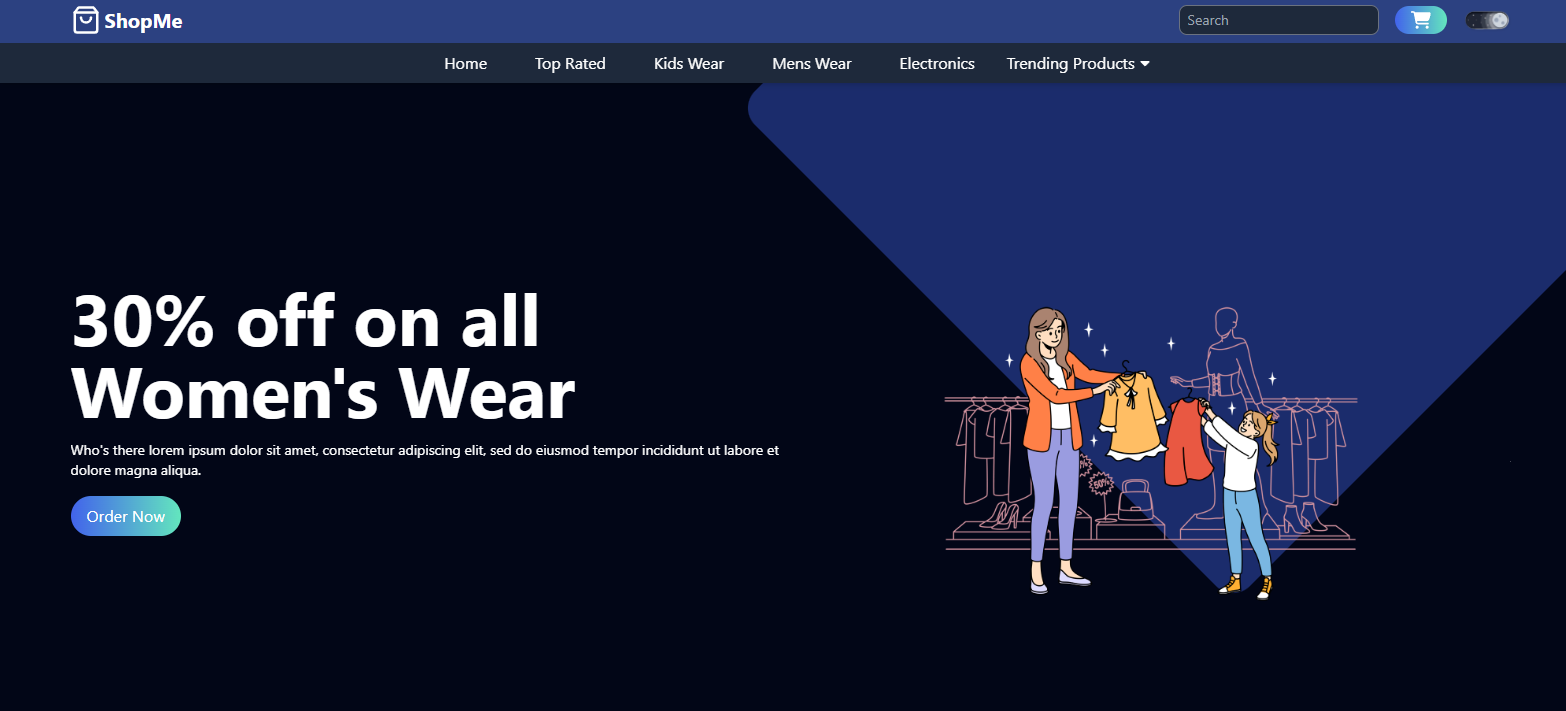 ShopMe
Search
Home Top Rated Kids Wear Mens Wear Electronics Trending Products
30% off on all
Women's Wear
Who's there lorem ipsum dolor sit amet, consectetur adipiscing elit, sed do eiusmod tempor incididunt ut labore et
dolore magna aliqua.
Order Now
50%